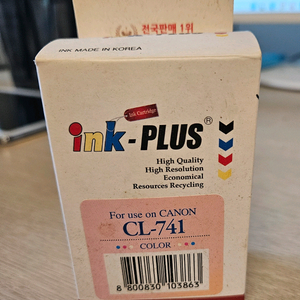 전국판매 1위
INK MADE IN KOREA
Ink Cartridge
ink-PLUS®
High Quality
High Resolution
Economical
Resources Recycling
For use on CANON
CL-741
COLOR
8 800830 103863